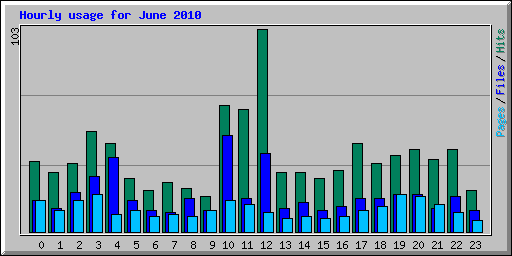 Hourly usage for June 2010
103
Pages/Files/Hits
0 1 2 3 4 5 6 7 8 9 10 11 12 13 14 15 16 17 18 19 20 21 22 23